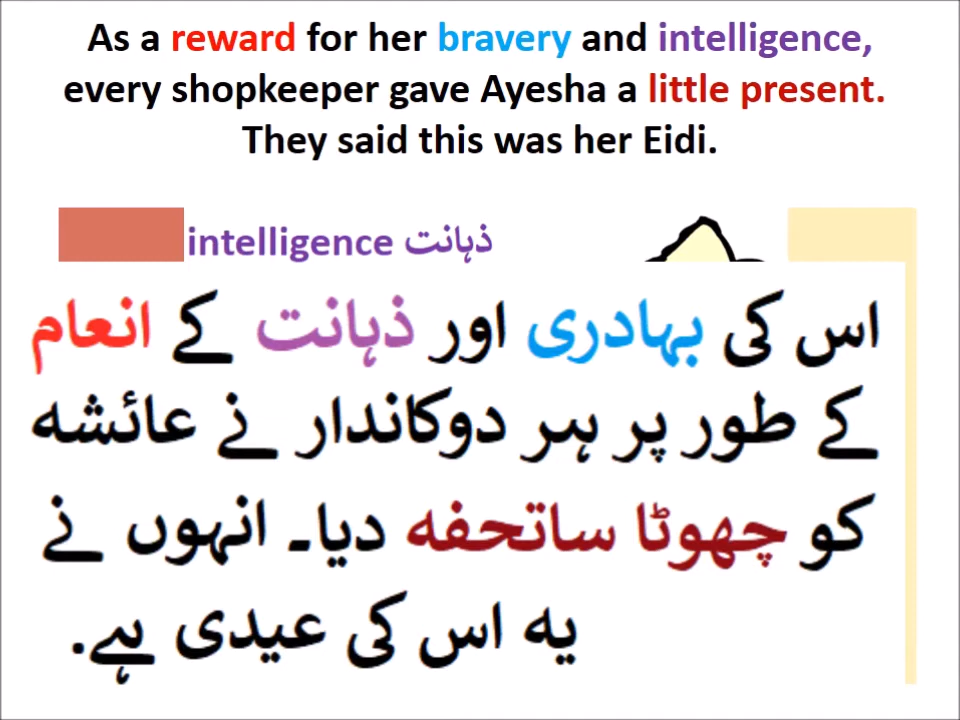 As a reward for her bravery and intelligence,
every shopkeeper gave Ayesha a little present.
They said this was her Eidi.
intelligence ذہانت
اس کی بہادری اور ذہانت کے انعام
کے طور پر ہر دوکاندار نے عائشہ
کو چھوٹا ساتحفہ دیا۔ انہوں نے
یہ اس کی عیدی ہے.